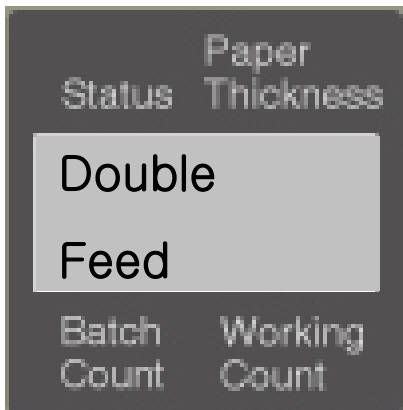 Paper
Status Thickness
Double
Feed
Batch Working
Count Count